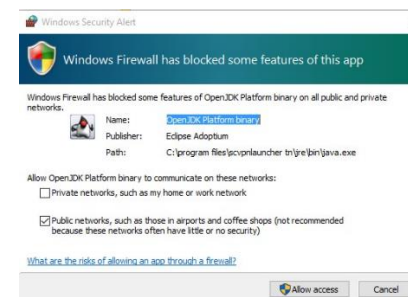 Windows Security Alert
Windows Firewall has blocked some features of this app
Windows Firewall has blocked some features of OpenJDK Platform binary on all public and private
networks.
Name: OpenJDK Platform binary
Publisher: Eclipse Adoptium
Path: C:\program files\scvpnlauncher tn\jre\bin\java.exe
Allow OpenJDK Platform binary to communicate on these networks:
Private networks, such as my home or work network
Public networks, such as those in airports and coffee shops (not recommended
because these networks often have little or no security)
What are the risks of allowing an app through a firewall?
Allow access Cancel